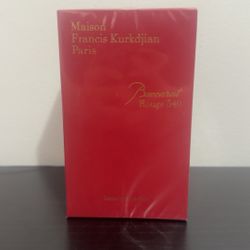 Maison
Francis Kurkdjian
Paris
Baccarat
Rouge 540